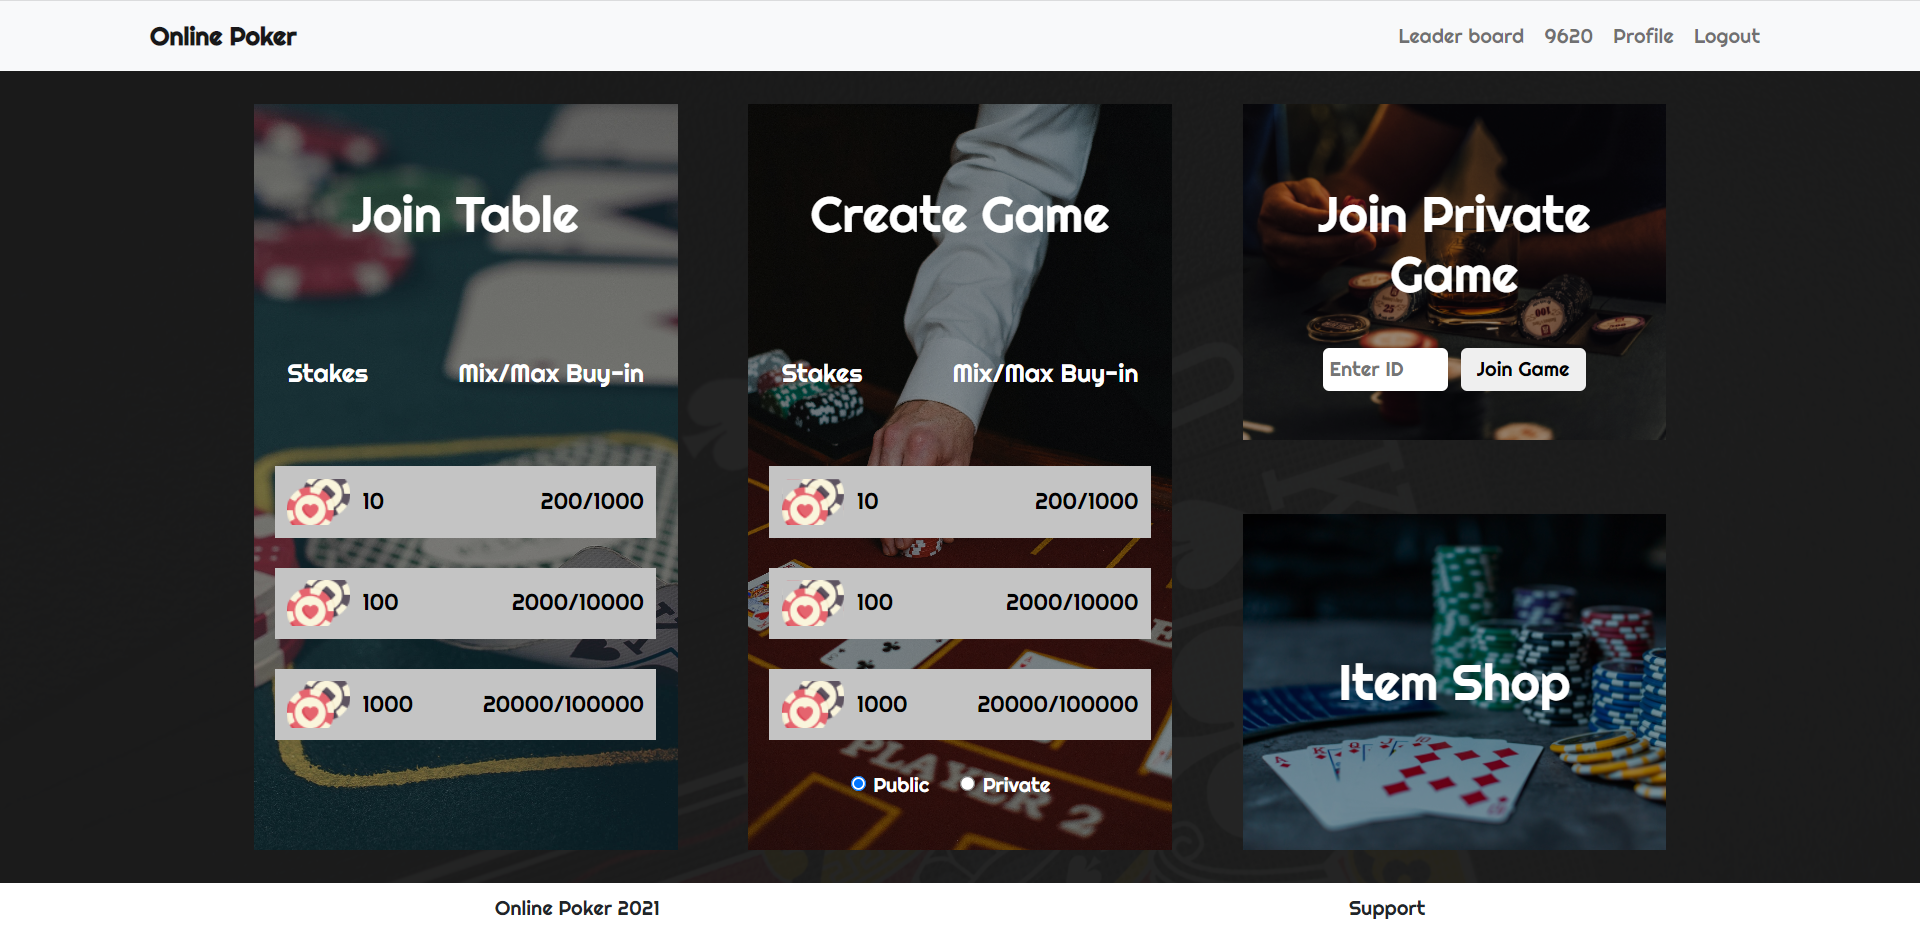 Online Poker
Leader board 9620 Profile Logout
Join Table
Stakes Mix/Max Buy-in
10 200/1000
100 2000/10000
1000 20000/100000
Create Game
Stakes Mix/Max Buy-in
10 200/1000
100 2000/10000
1000 20000/100000
Public Private
PLAYER 2
Join Private
Game
Enter ID Join Game
Item Shop
Online Poker 2021 Support